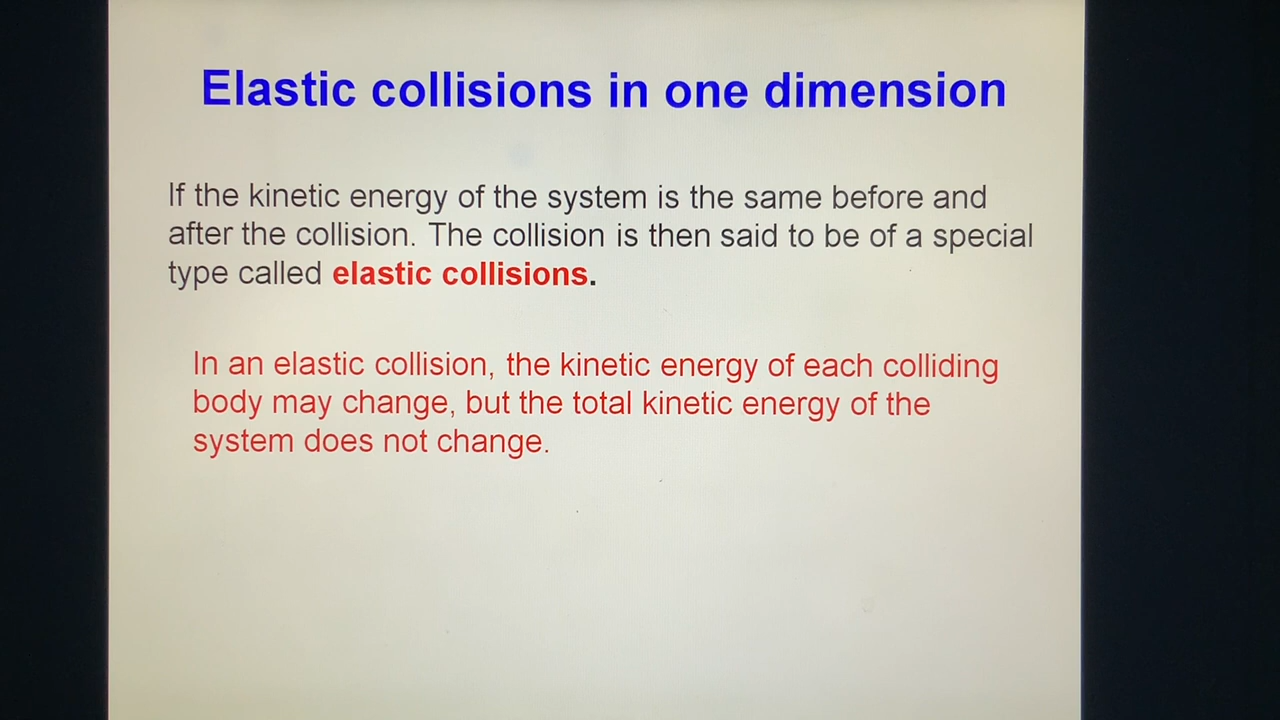 Elastic collisions in one dimension
If the kinetic energy of the system is the same before and
after the collision. The collision is then said to be of a special
type called elastic collisions.
In an elastic collision, the kinetic energy of each colliding
body may change, but the total kinetic energy of the
system does not change.